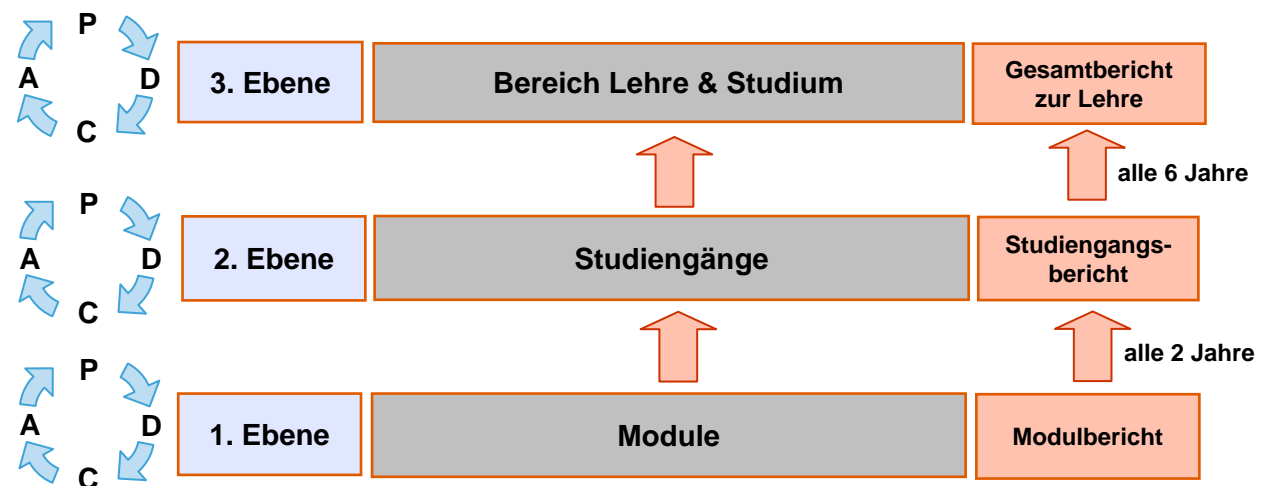 P
A
D
C
3. Ebene
Bereich Lehre & Studium
Gesamtbericht
zur Lehre
alle 6 Jahre
P
A
D
C
2. Ebene
Studiengänge
Studiengangs-
bericht
alle 2 Jahre
P
A
D
C
1. Ebene
Module
Modulbericht